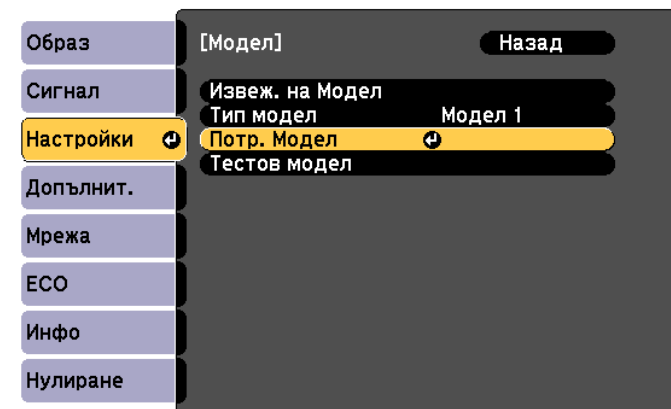 Образ
Сигнал
Настройки
Допълнит.
Мрежа
ECO
Инфо
Нулиране
[Модел] Назад
Извеж. на Модел
Тип модел Модел 1
Потр. Модел
Тестов модел